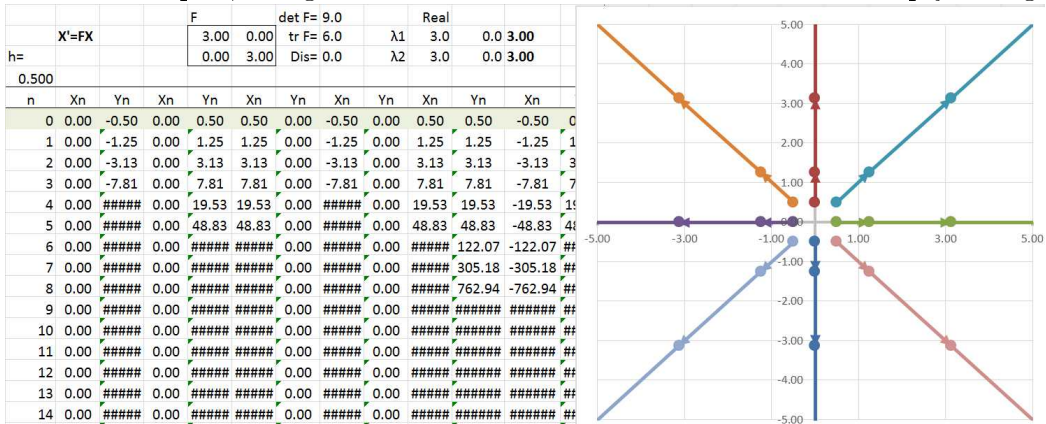 F det F= 9.0 Real
X'=FX 3.00 0.00 tr F= 6.0 λ1 3.0 0.0 3.00
h= 0.00 3.00 Dis= 0.0 λ2 3.0 0.0 3.00
0.500
n Xn Yn Xn Yn Xn Yn Xn Yn Xn Yn Xn
0 0.00 -0.50 0.00 0.50 0.50 0.00 -0.50 0.00 0.50 0.50 -0.50 0
1 0.00 -1.25 0.00 1.25 1.25 0.00 -1.25 0.00 1.25 1.25 -1.25 1
2 0.00 -3.13 0.00 3.13 3.13 0.00 -3.13 0.00 3.13 3.13 -3.13 3
3 0.00 -7.81 0.00 7.81 7.81 0.00 -7.81 0.00 7.81 7.81 -7.81 7
4 0.00 ##### 0.00 19.53 19.53 0.00 ##### 0.00 19.53 19.53 -19.53 19
5 0.00 ##### 0.00 48.83 48.83 0.00 ##### 0.00 48.83 48.83 -48.83 48
6 0.00 ##### 0.00 ##### ##### 0.00 ##### 0.00 ##### 122.07 -122.07 ##
7 0.00 ##### 0.00 ##### ##### 0.00 ##### 0.00 ##### 305.18 -305.18 ##
8 0.00 ##### 0.00 ##### ##### 0.00 ##### 0.00 ##### 762.94 -762.94 ##
9 0.00 ##### 0.00 ##### ##### 0.00 ##### 0.00 ##### ###### ###### ##
10 0.00 ##### 0.00 ##### ##### 0.00 ##### 0.00 ##### ###### ###### ##
11 0.00 ##### 0.00 ##### ##### 0.00 ##### 0.00 ##### ###### ###### ##
12 0.00 ##### 0.00 ##### ##### 0.00 ##### 0.00 ##### ###### ###### ##
13 0.00 ##### 0.00 ##### ##### 0.00 ##### 0.00 ##### ###### ###### ##
14 0.00 ##### 0.00 ##### ##### 0.00 ##### 0.00 ##### ###### ###### ##
5.00
4.00
3.00
2.00
1.00
0.00
-5.00 -3.00 -1.00 1.00 3.00 5.00
-1.00
-2.00
-3.00
-4.00
-5.00